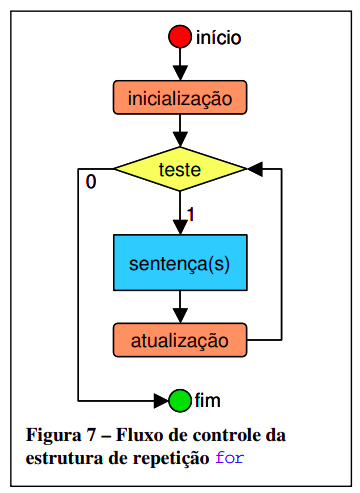 início
inicialização
teste
0
1
sentença(s)
atualização
fim
Figura 7 – Fluxo de controle da
estrutura de repetição for